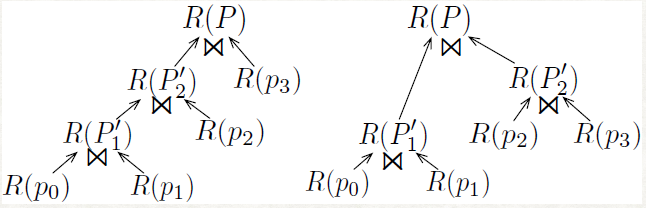 R(P) R(P)
⋈ ⋈
R(P′₂) R(p₃) R(P′₂)
⋈ ⋈
R(P′₁) R(p₂) R(P′₁) R(p₂) R(p₃)
⋈ ⋈
R(p₀) R(p₁) R(p₀) R(p₁)